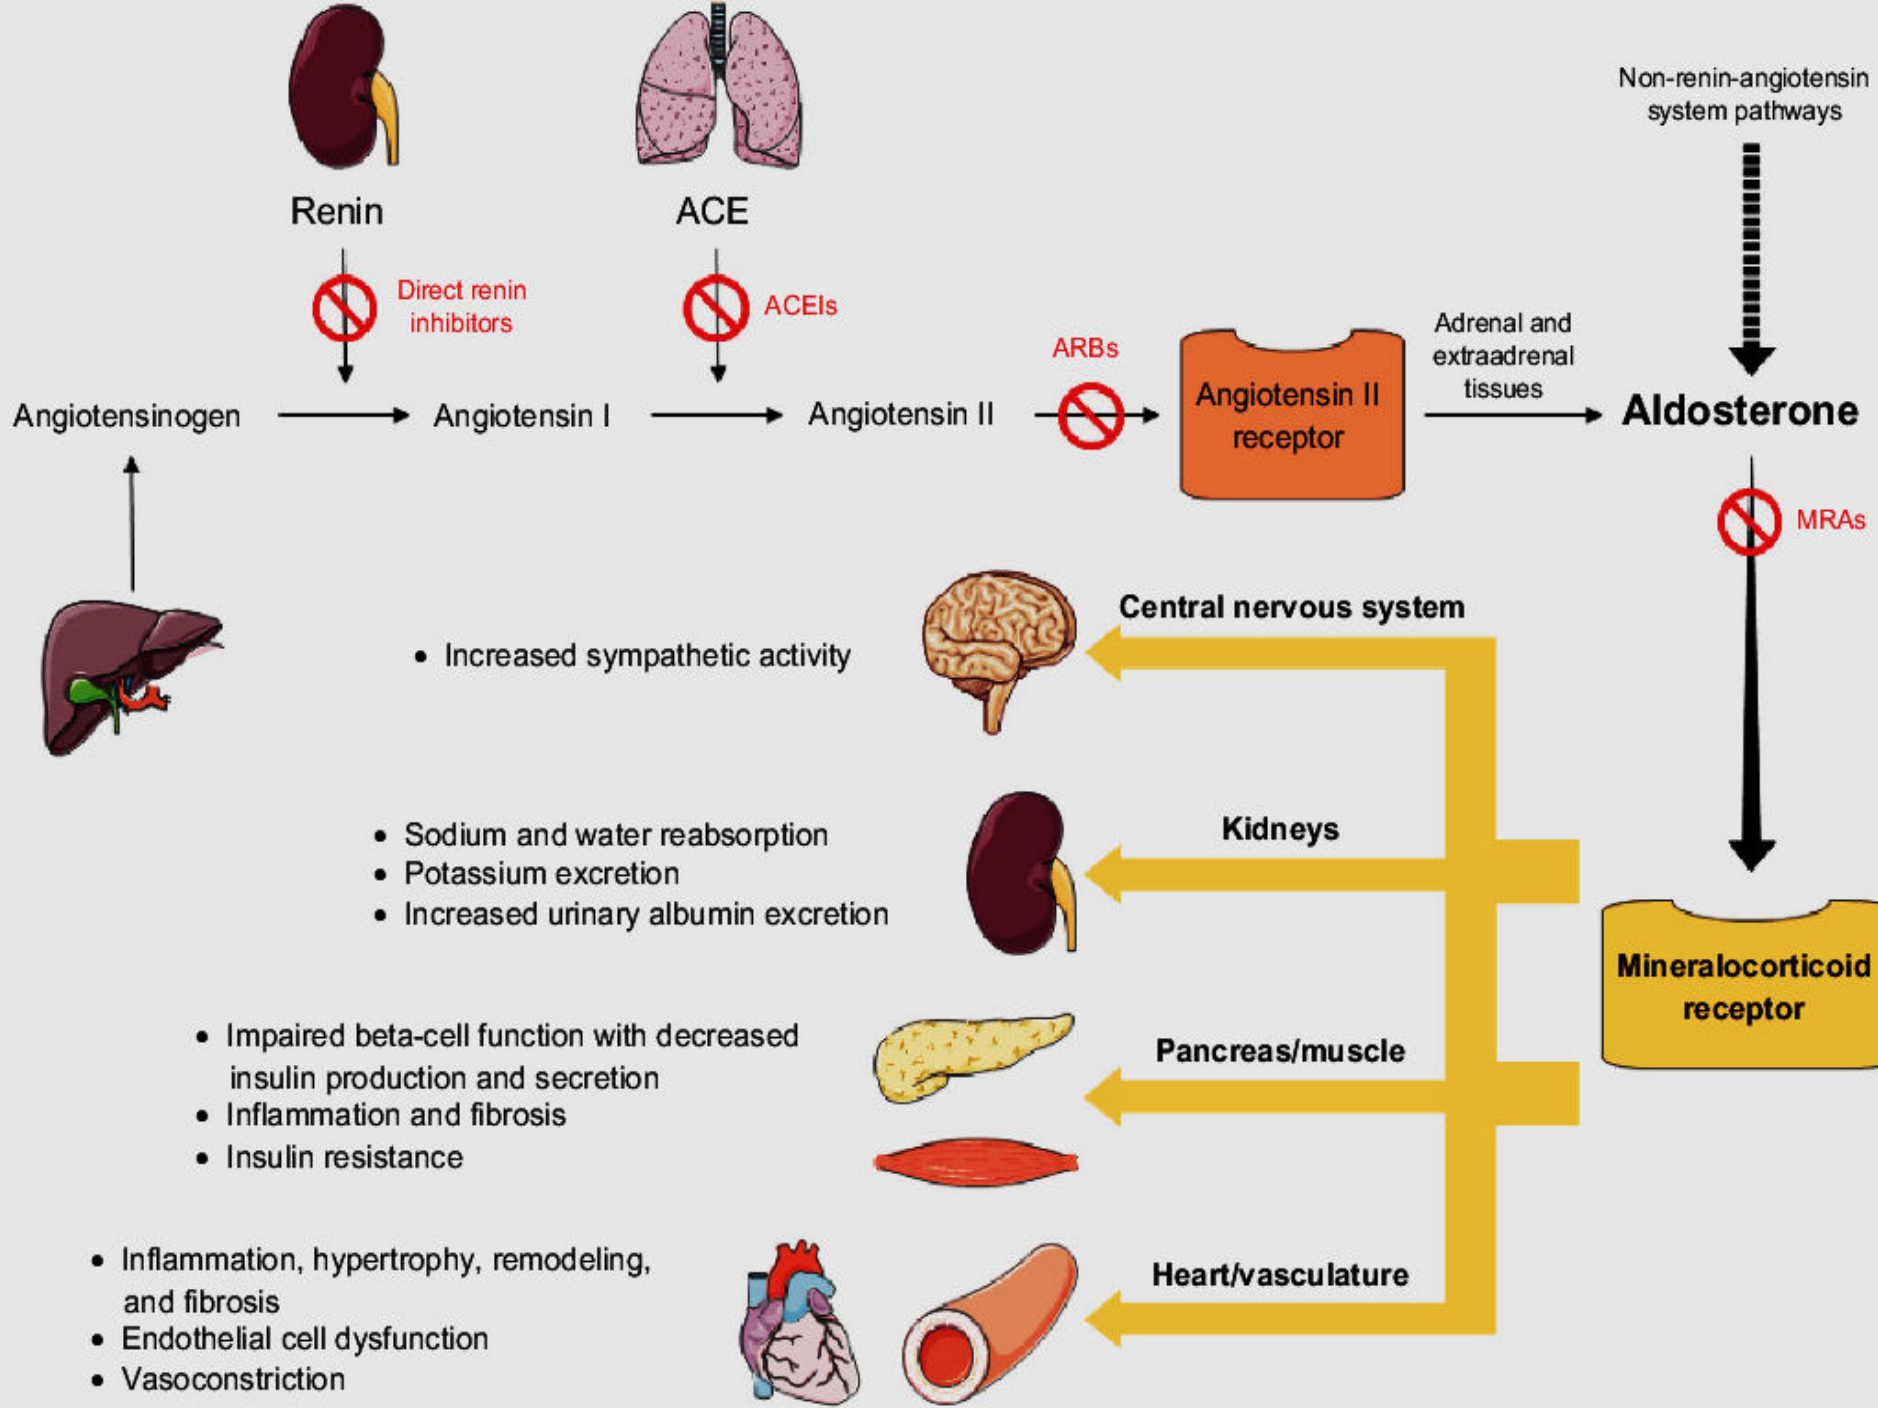 Non-renin-angiotensin
system pathways
Renin
ACE
Direct renin
inhibitors
ACEIs
ARBs
Adrenal and
extraadrenal
tissues
Angiotensinogen
Angiotensin I
Angiotensin II
Angiotensin II
receptor
Aldosterone
MRAs
Central nervous system
• Increased sympathetic activity
Kidneys
• Sodium and water reabsorption
• Potassium excretion
• Increased urinary albumin excretion
Mineralocorticoid
receptor
Pancreas/muscle
• Impaired beta-cell function with decreased
insulin production and secretion
• Inflammation and fibrosis
• Insulin resistance
Heart/vasculature
• Inflammation, hypertrophy, remodeling,
and fibrosis
• Endothelial cell dysfunction
• Vasoconstriction